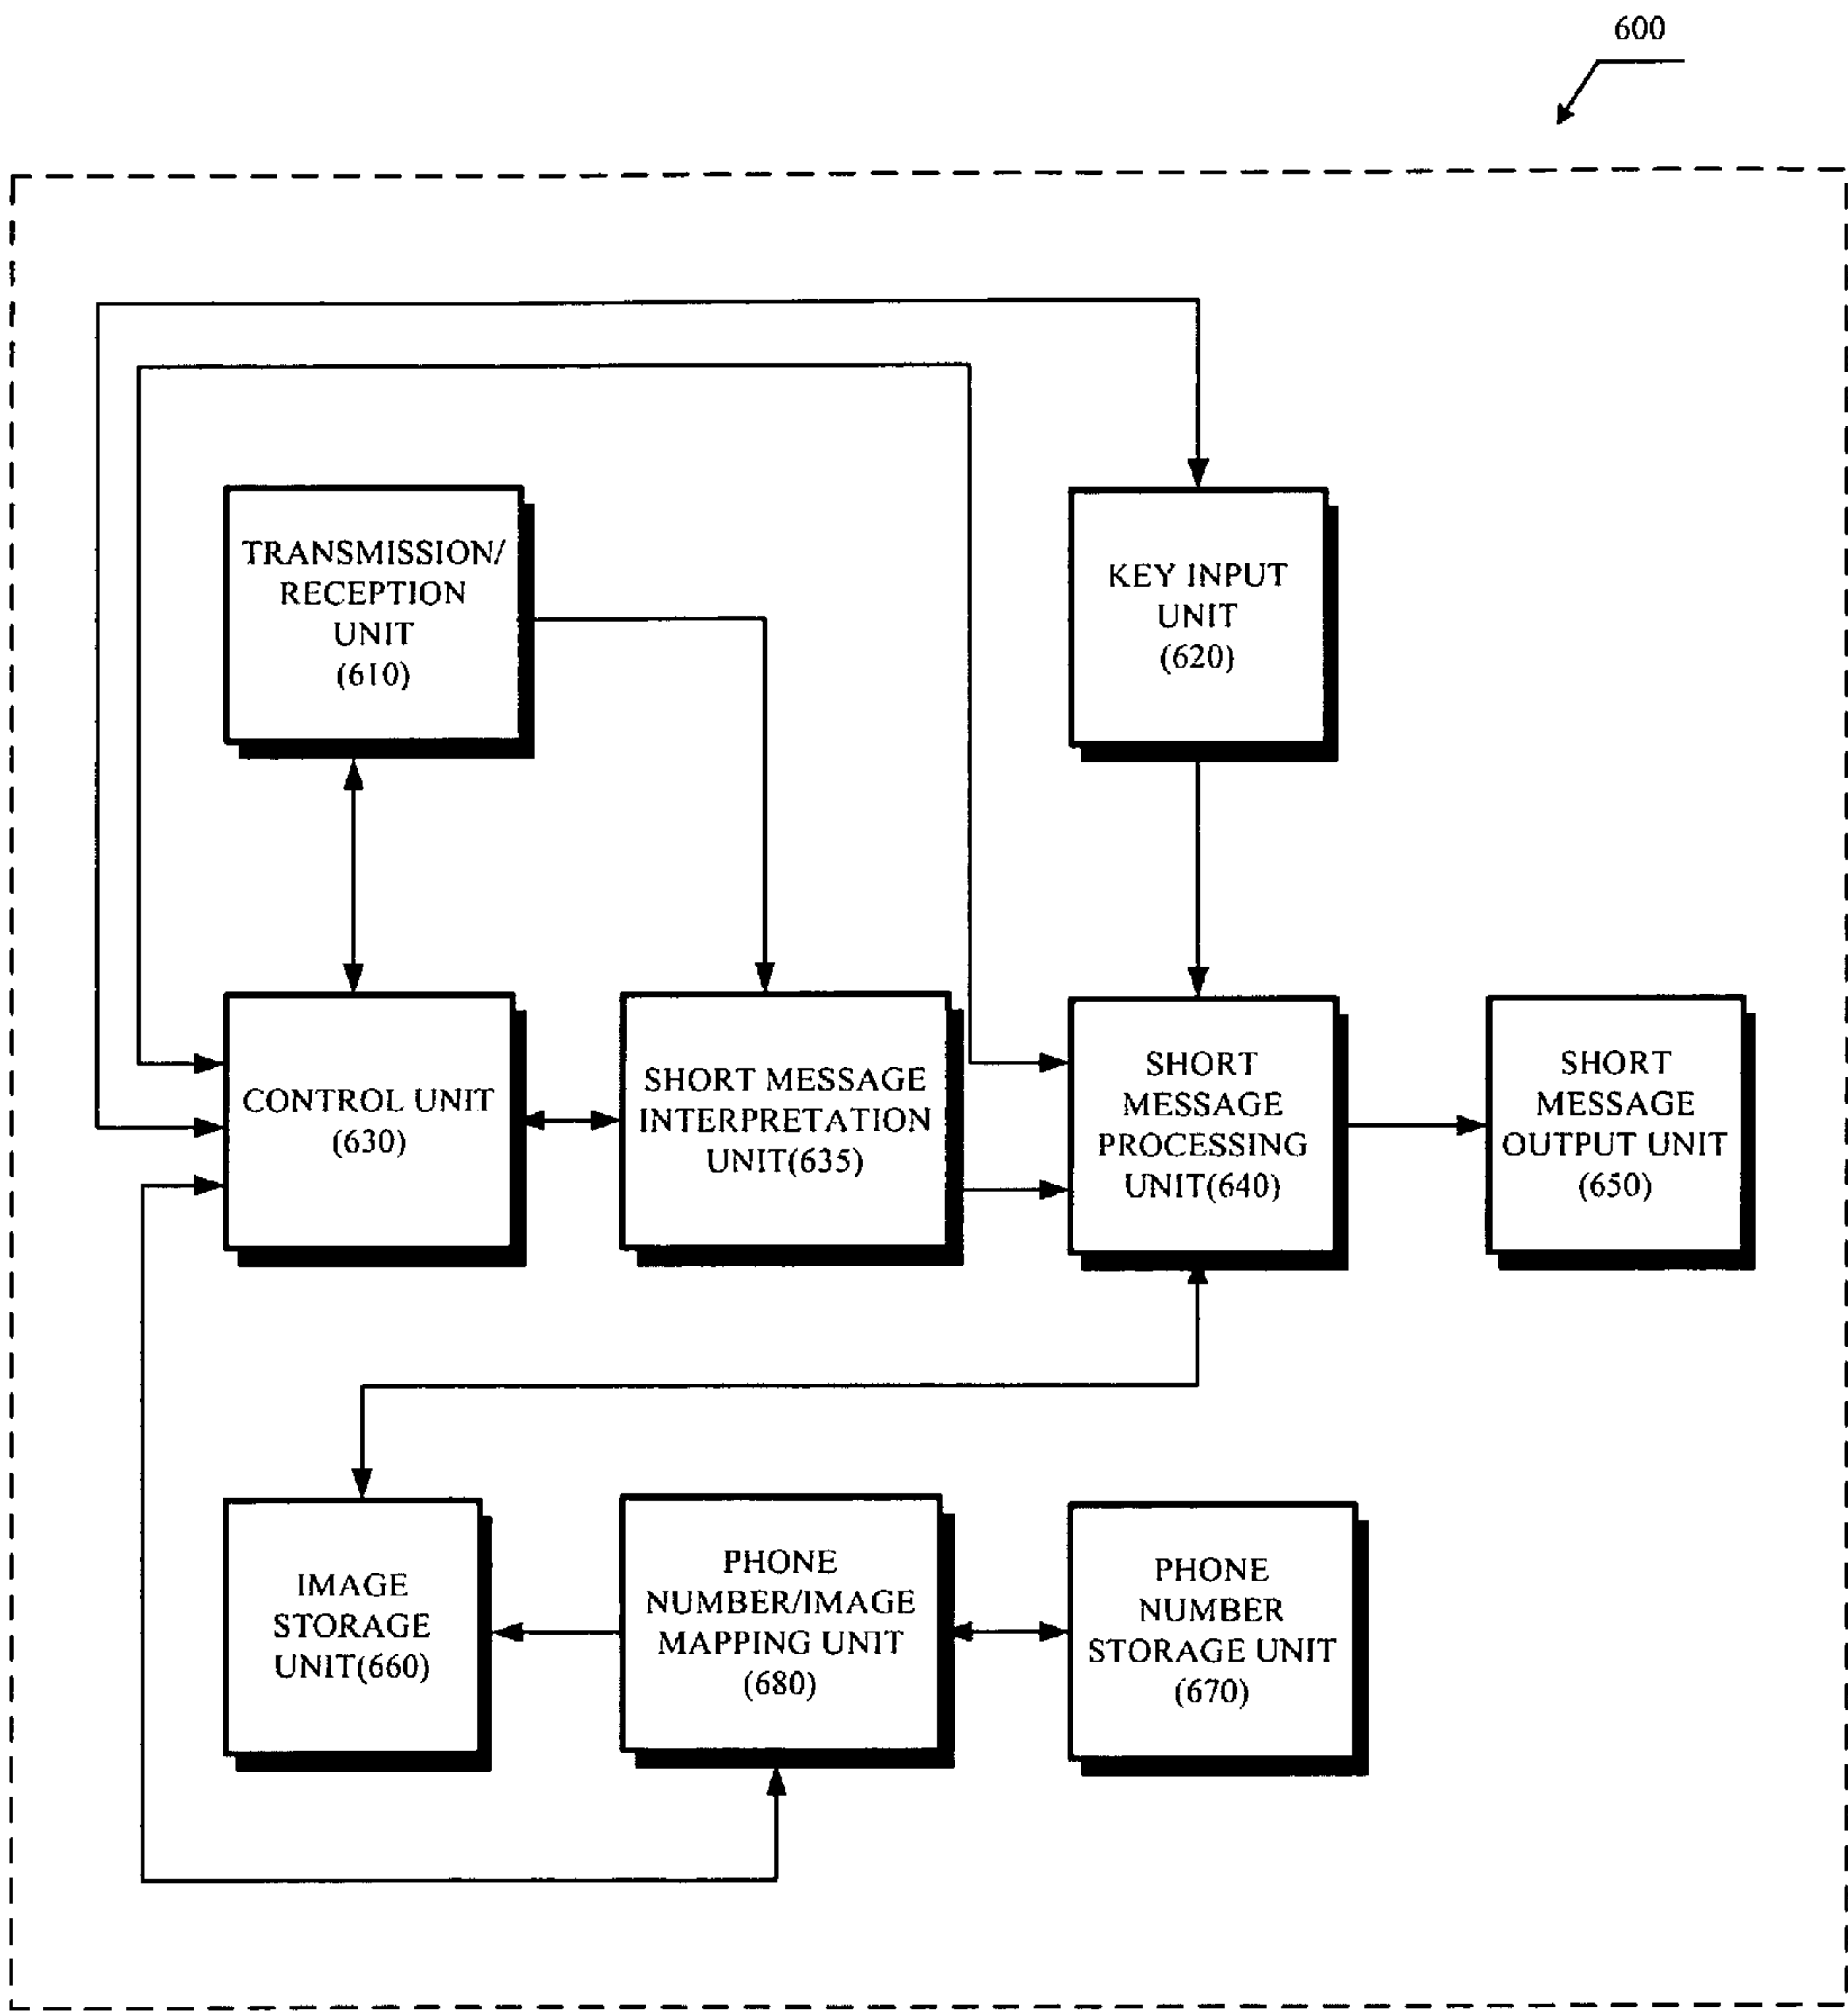 600
TRANSMISSION/
RECEPTION
UNIT
(610)
KEY INPUT
UNIT
(620)
CONTROL UNIT
(630)
SHORT MESSAGE
INTERPRETATION
UNIT(635)
SHORT
MESSAGE
PROCESSING
UNIT(640)
SHORT
MESSAGE
OUTPUT UNIT
(650)
IMAGE
STORAGE
UNIT(660)
PHONE
NUMBER/IMAGE
MAPPING UNIT
(680)
PHONE
NUMBER
STORAGE UNIT
(670)